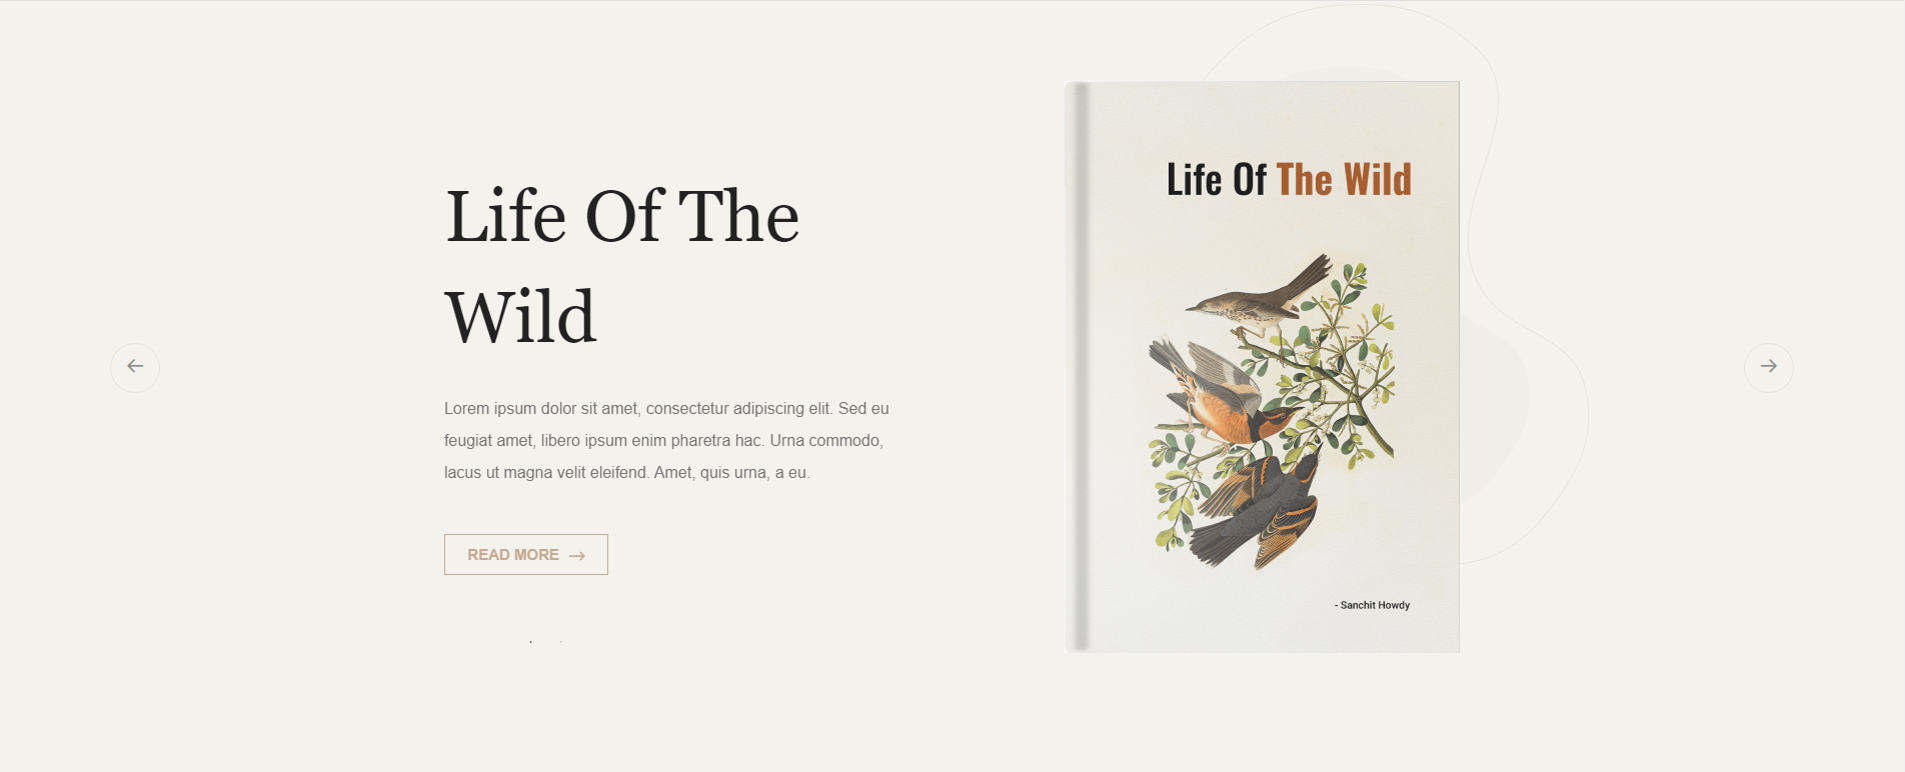 Life Of The
Wild
Lorem ipsum dolor sit amet, consectetur adipiscing elit. Sed eu
feugiat amet, libero ipsum enim pharetra hac. Urna commodo,
lacus ut magna velit eleifend. Amet, quis urna, a eu.
READ MORE →
Life Of The Wild
- Sanchit Howdy